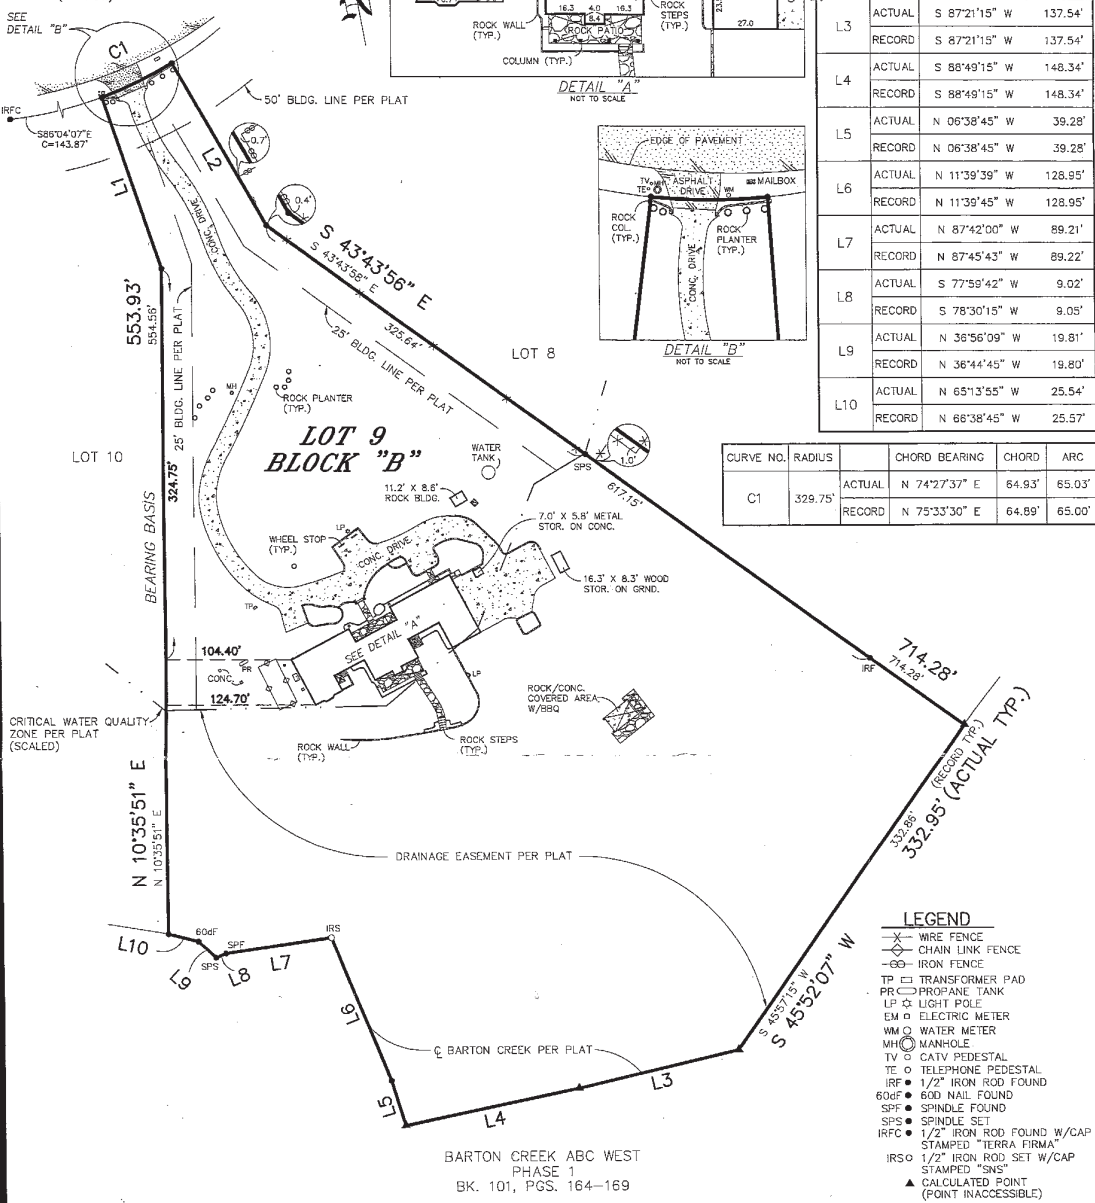 SEE
DETAIL "B"
C1
IRFC
S86°04'07"E
C=143.87'
L1
L2
50' BLDG. LINE PER PLAT
0.7'
0.4'
CONC. DRIVE
ROCK WALL
(TYP.)
16.3 4.0 16.3
8.4
ROCK PATIO
COLUMN (TYP.)
ROCK
STEPS
(TYP.)
27.0
DETAIL "A"
NOT TO SCALE
EDGE OF PAVEMENT
TV
TE
ASPHALT
DRIVE
WM
MAILBOX
ROCK
COL.
(TYP.)
ROCK
PLANTER
(TYP.)
CONC. DRIVE
DETAIL "B"
NOT TO SCALE
L3 ACTUAL S 87°21'15" W 137.54'
RECORD S 87°21'15" W 137.54'
L4 ACTUAL S 88°49'15" W 148.34'
RECORD S 88°49'15" W 148.34'
L5 ACTUAL N 06°38'45" W 39.28'
RECORD N 06°38'45" W 39.28'
L6 ACTUAL N 11°39'39" W 128.95'
RECORD N 11°39'45" W 128.95'
L7 ACTUAL N 87°42'00" W 89.21'
RECORD N 87°45'43" W 89.22'
L8 ACTUAL S 77°59'42" W 9.02'
RECORD S 78°30'15" W 9.05'
L9 ACTUAL N 36°56'09" W 19.81'
RECORD N 36°44'45" W 19.80'
L10 ACTUAL N 65°13'55" W 25.54'
RECORD N 66°38'45" W 25.57'
CURVE NO. RADIUS CHORD BEARING CHORD ARC
C1 329.75' ACTUAL N 74°27'37" E 64.93' 65.03'
RECORD N 75°33'30" E 64.89' 65.00'
S 43°43'56" E
S 43°43'58" E
325.64'
25' BLDG. LINE PER PLAT
LOT 8
553.93'
554.56'
25' BLDG. LINE PER PLAT
MH
ROCK PLANTER
(TYP.)
LOT 9
BLOCK "B"
LOT 10
324.75'
BEARING BASIS
WATER
TANK
SPS
1.0'
617.15'
11.2' X 8.6'
ROCK BLDG.
7.0' X 5.8' METAL
STOR. ON CONC.
LP
WHEEL STOP
(TYP.)
CONC. DRIVE
16.3' X 8.3' WOOD
STOR. ON GRND.
TP
SEE DETAIL "A"
104.40'
PR
CONC.
124.70'
LP
ROCK/CONC.
COVERED AREA
W/BBQ
ROCK WALL
(TYP.)
ROCK STEPS
(TYP.)
IRF
714.28'
714.28'
CRITICAL WATER QUALITY
ZONE PER PLAT
(SCALED)
N 10°35'51" E
N 10°35'51" E
332.86' (RECORD TYP.)
332.95' (ACTUAL TYP.)
DRAINAGE EASEMENT PER PLAT
L10
60dF
L9
SPS
SPF
L8
L7
IRS
L6
S 45°57'15" W
S 45°52'07" W
℄ BARTON CREEK PER PLAT
L5
L4
L3
BARTON CREEK ABC WEST
PHASE 1
BK. 101, PGS. 164-169
LEGEND
WIRE FENCE
CHAIN LINK FENCE
IRON FENCE
TP TRANSFORMER PAD
PR PROPANE TANK
LP LIGHT POLE
EM ELECTRIC METER
WM WATER METER
MH MANHOLE
TV CATV PEDESTAL
TE TELEPHONE PEDESTAL
IRF 1/2" IRON ROD FOUND
60dF 60D NAIL FOUND
SPF SPINDLE FOUND
SPS SPINDLE SET
IRFC 1/2" IRON ROD FOUND W/CAP
STAMPED "TERRA FIRMA"
IRS 1/2" IRON ROD SET W/CAP
STAMPED "SNS"
CALCULATED POINT
(POINT INACCESSIBLE)